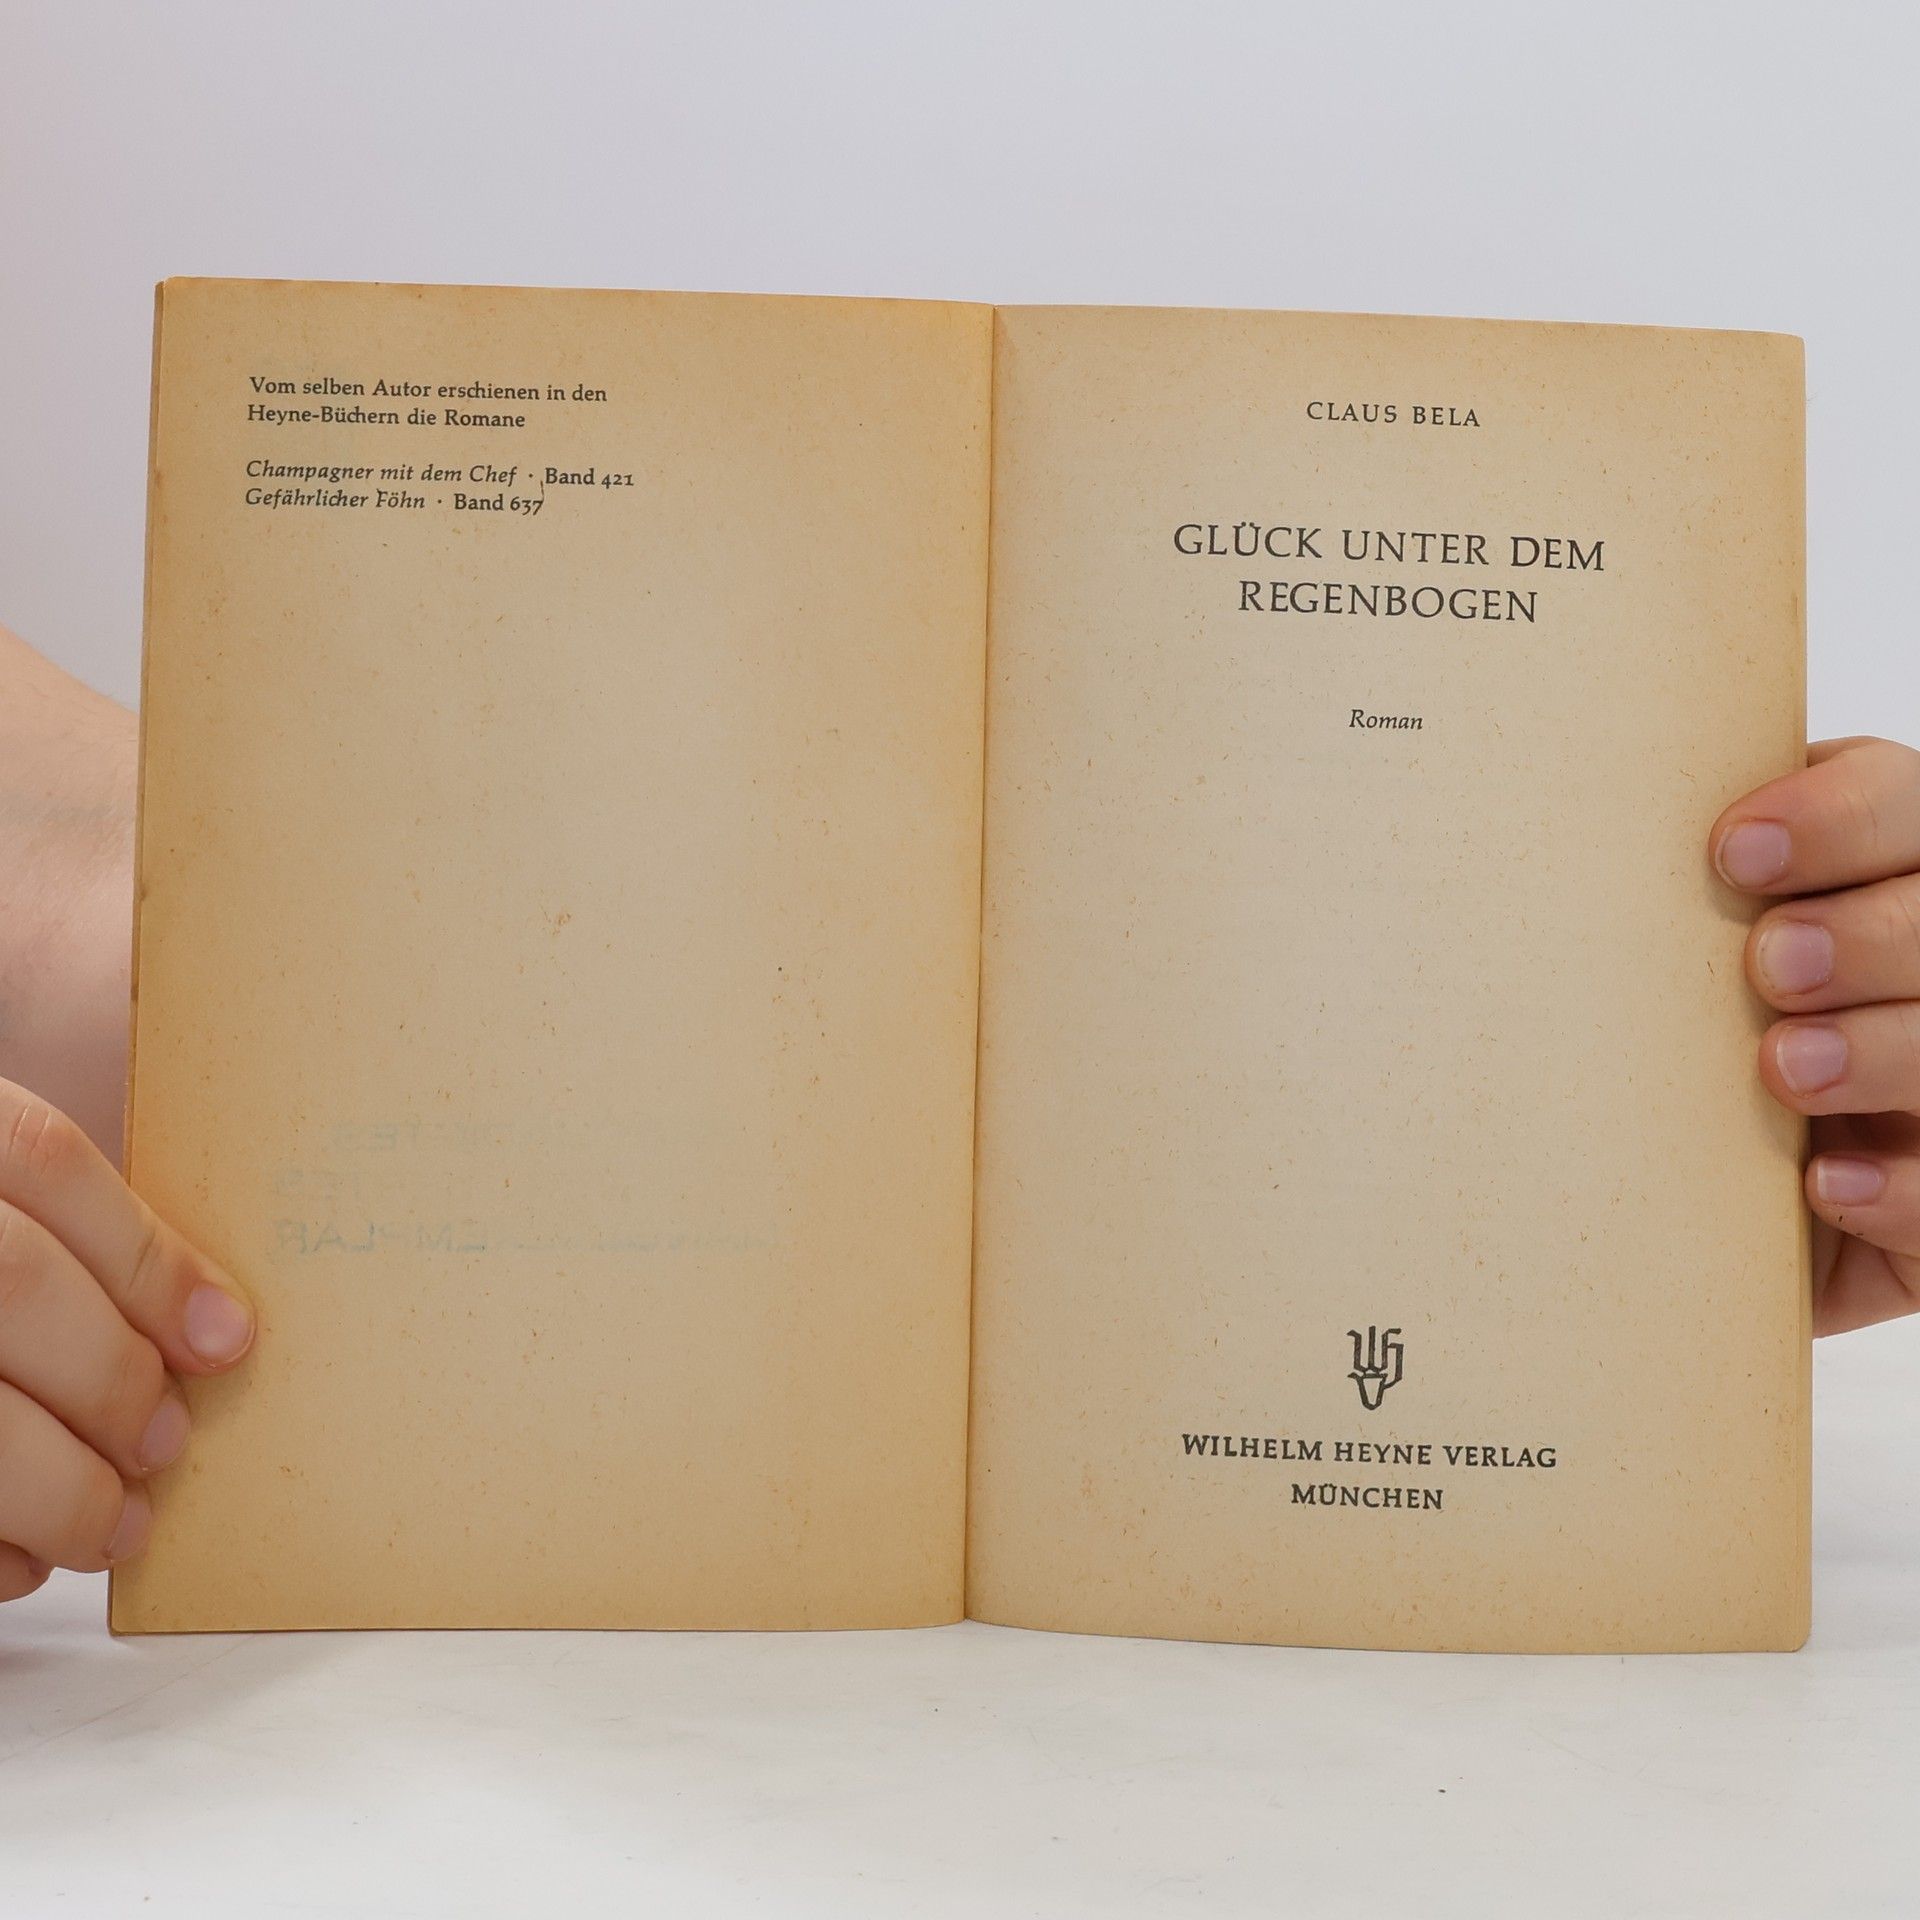 Vom selben Autor erschienen in den
Heyne-Büchern die Romane
Champagner mit dem Chef · Band 421
Gefährlicher Föhn · Band 637
CLAUS BELA
GLÜCK UNTER DEM
REGENBOGEN
Roman
WILHELM HEYNE VERLAG
MÜNCHEN